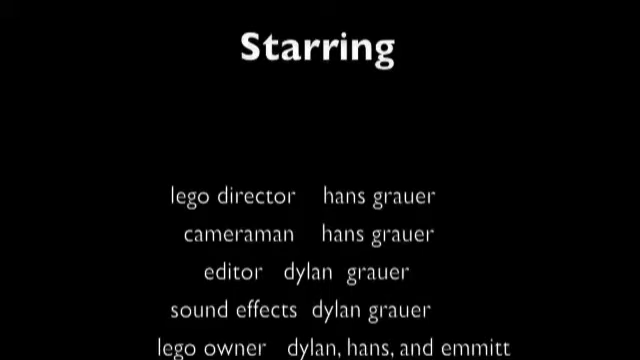 Starring
lego director hans grauer
cameraman hans grauer
editor dylan grauer
sound effects dylan grauer
lego owner dylan, hans, and emmitt